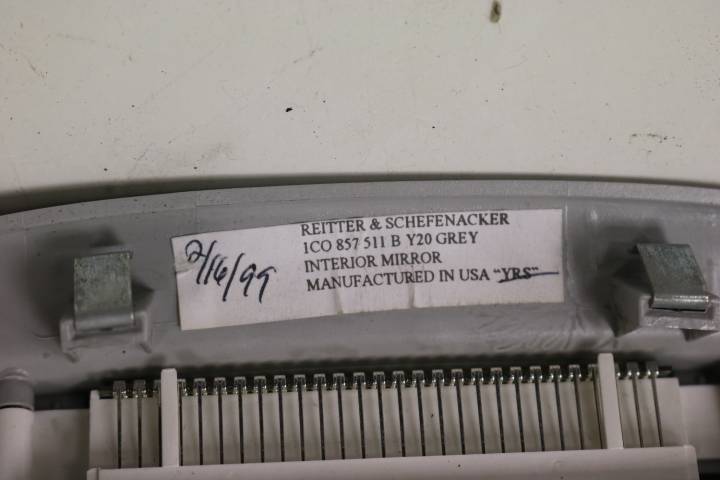 2/16/99
REITTER & SCHEFENACKER
1CO 857 511 B Y20 GREY
INTERIOR MIRROR
MANUFACTURED IN USA "YRS"